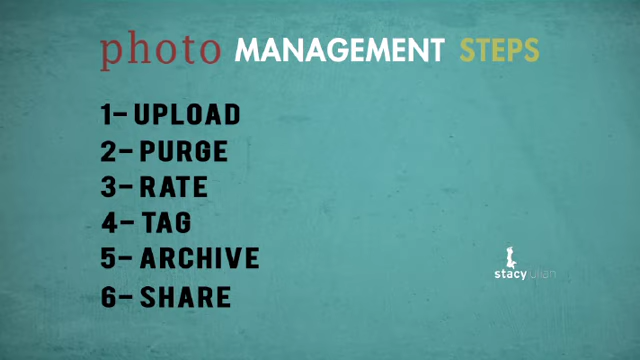 photo MANAGEMENT STEPS
1- UPLOAD
2- PURGE
3- RATE
4- TAG
5- ARCHIVE
6- SHARE
stacyjulian